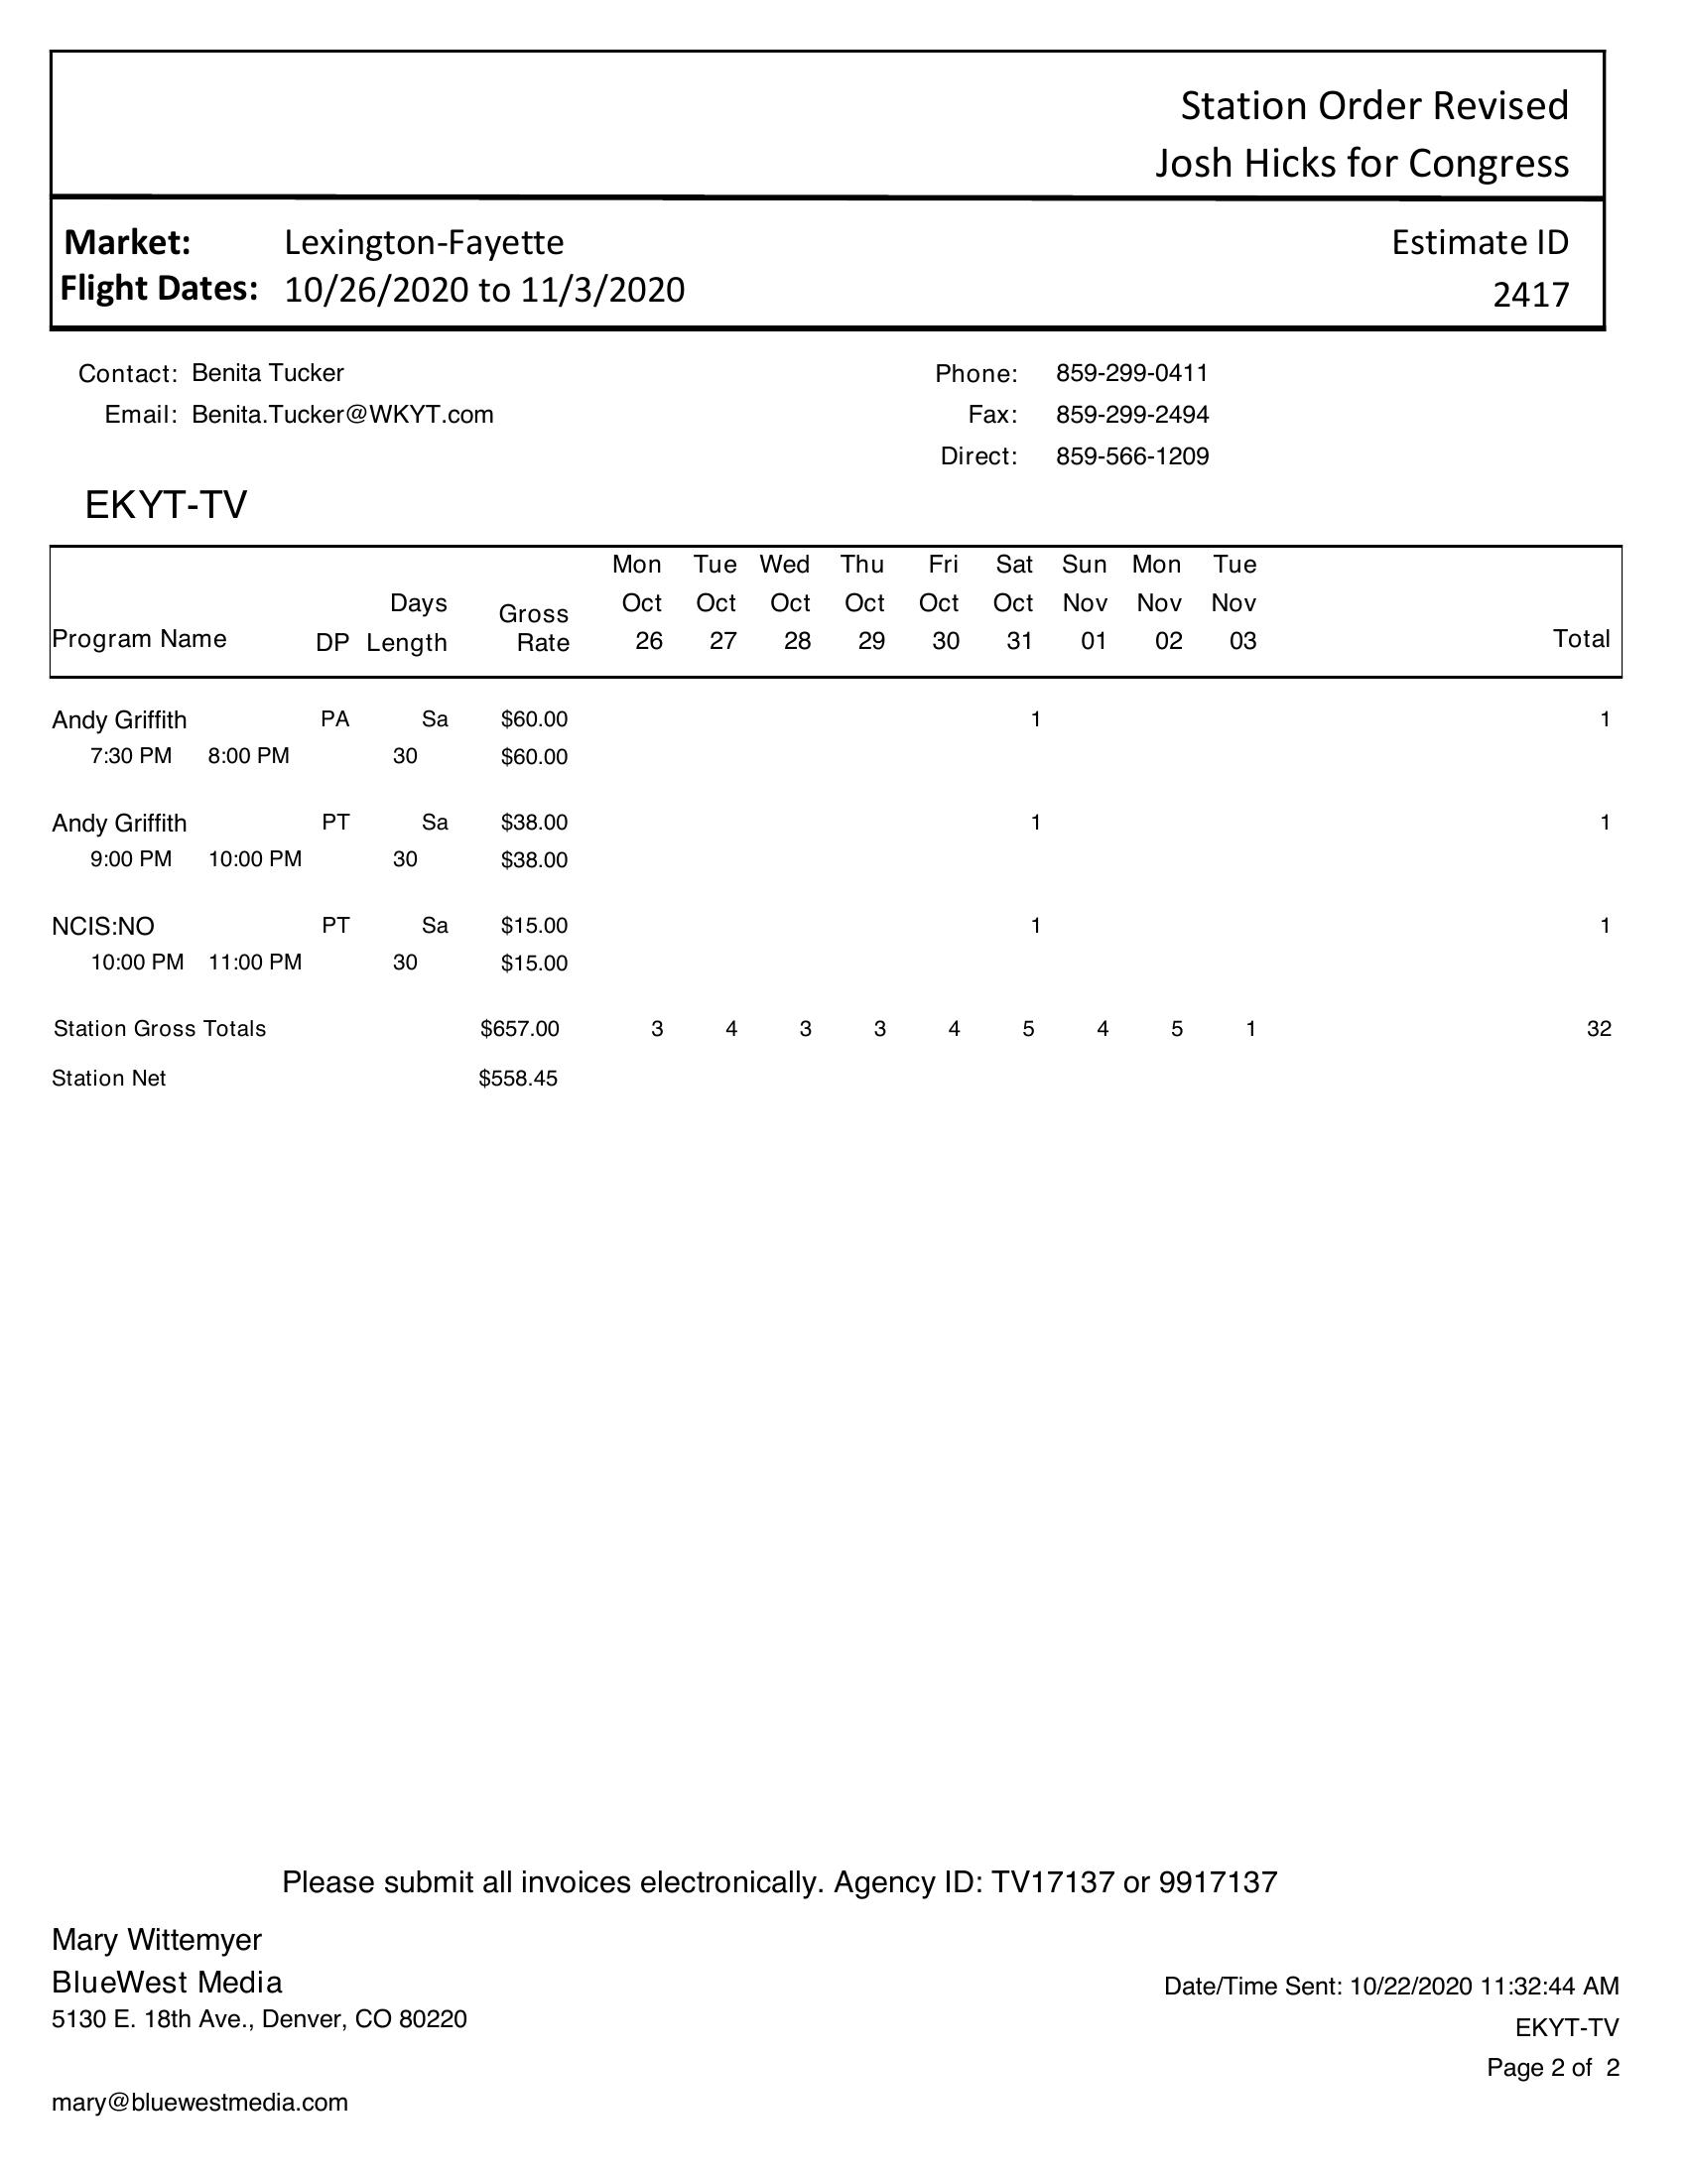 Station Order Revised
Josh Hicks for Congress
Market: Lexington-Fayette Estimate ID
Flight Dates: 10/26/2020 to 11/3/2020 2417
Contact: Benita Tucker Phone: 859-299-0411
Email: Benita.Tucker@WKYT.com Fax: 859-299-2494
Direct: 859-566-1209
EKYT-TV
Mon Tue Wed Thu Fri Sat Sun Mon Tue
Days Gross Oct Oct Oct Oct Oct Oct Nov Nov Nov
Program Name DP Length Rate 26 27 28 29 30 31 01 02 03 Total
Andy Griffith PA Sa $60.00 1 1
7:30 PM 8:00 PM 30 $60.00
Andy Griffith PT Sa $38.00 1 1
9:00 PM 10:00 PM 30 $38.00
NCIS:NO PT Sa $15.00 1 1
10:00 PM 11:00 PM 30 $15.00
Station Gross Totals $657.00 3 4 3 3 4 5 4 5 1 32
Station Net $558.45
Please submit all invoices electronically. Agency ID: TV17137 or 9917137
Mary Wittemyer
BlueWest Media Date/Time Sent: 10/22/2020 11:32:44 AM
5130 E. 18th Ave., Denver, CO 80220 EKYT-TV
Page 2 of 2
mary@bluewestmedia.com